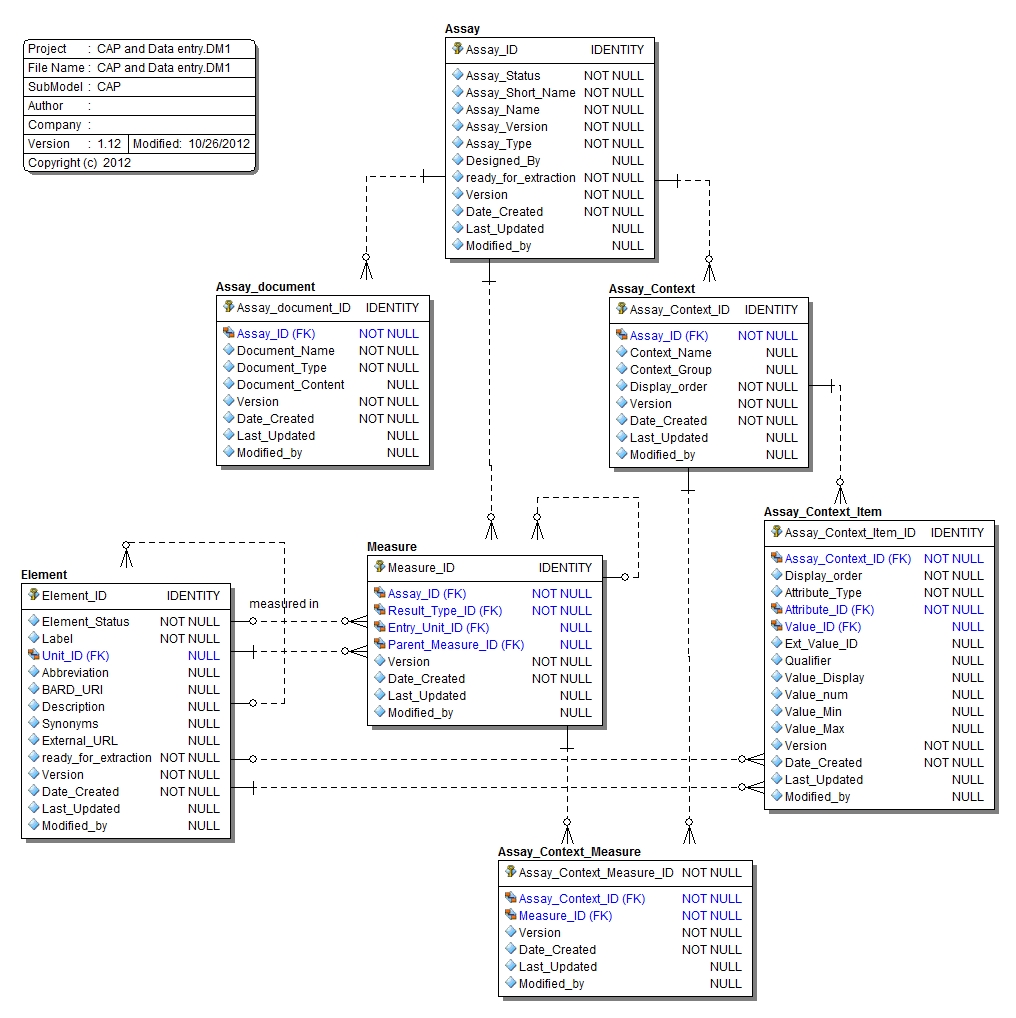 Project : CAP and Data entry.DM1
File Name : CAP and Data entry.DM1
SubModel : CAP
Author :
Company :
Version : 1.12 Modified: 10/26/2012
Copyright (c) 2012
Assay
Assay_ID IDENTITY
Assay_Status NOT NULL
Assay_Short_Name NOT NULL
Assay_Name NOT NULL
Assay_Version NOT NULL
Assay_Type NOT NULL
Designed_By NULL
ready_for_extraction NOT NULL
Version NOT NULL
Date_Created NOT NULL
Last_Updated NULL
Modified_by NULL
Assay_document
Assay_document_ID IDENTITY
Assay_ID (FK) NOT NULL
Document_Name NOT NULL
Document_Type NOT NULL
Document_Content NULL
Version NOT NULL
Date_Created NOT NULL
Last_Updated NULL
Modified_by NULL
Assay_Context
Assay_Context_ID IDENTITY
Assay_ID (FK) NOT NULL
Context_Name NULL
Context_Group NULL
Display_order NOT NULL
Version NOT NULL
Date_Created NOT NULL
Last_Updated NULL
Modified_by NULL
Assay_Context_Item
Assay_Context_Item_ID IDENTITY
Assay_Context_ID (FK) NOT NULL
Display_order NOT NULL
Attribute_Type NOT NULL
Attribute_ID (FK) NOT NULL
Value_ID (FK) NULL
Ext_Value_ID NULL
Qualifier NULL
Value_Display NULL
Value_num NULL
Value_Min NULL
Value_Max NULL
Version NOT NULL
Date_Created NOT NULL
Last_Updated NULL
Modified_by NULL
Measure
Measure_ID IDENTITY
Assay_ID (FK) NOT NULL
Result_Type_ID (FK) NOT NULL
Entry_Unit_ID (FK) NULL
Parent_Measure_ID (FK) NULL
Version NOT NULL
Date_Created NOT NULL
Last_Updated NULL
Modified_by NULL
Element
Element_ID IDENTITY
Element_Status NOT NULL
Label NOT NULL
Unit_ID (FK) NULL
Abbreviation NULL
BARD_URI NULL
Description NULL
Synonyms NULL
External_URL NULL
ready_for_extraction NOT NULL
Version NOT NULL
Date_Created NOT NULL
Last_Updated NULL
Modified_by NULL
measured in
Assay_Context_Measure
Assay_Context_Measure_ID NOT NULL
Assay_Context_ID (FK) NOT NULL
Measure_ID (FK) NOT NULL
Version NOT NULL
Date_Created NOT NULL
Last_Updated NULL
Modified_by NULL